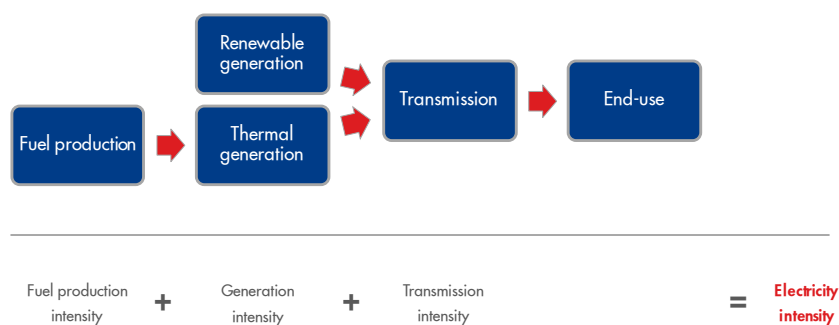 Renewable
generation
Fuel production
Thermal
generation
Transmission
End-use
Fuel production
intensity
+
Generation
intensity
+
Transmission
intensity
=
Electricity
intensity